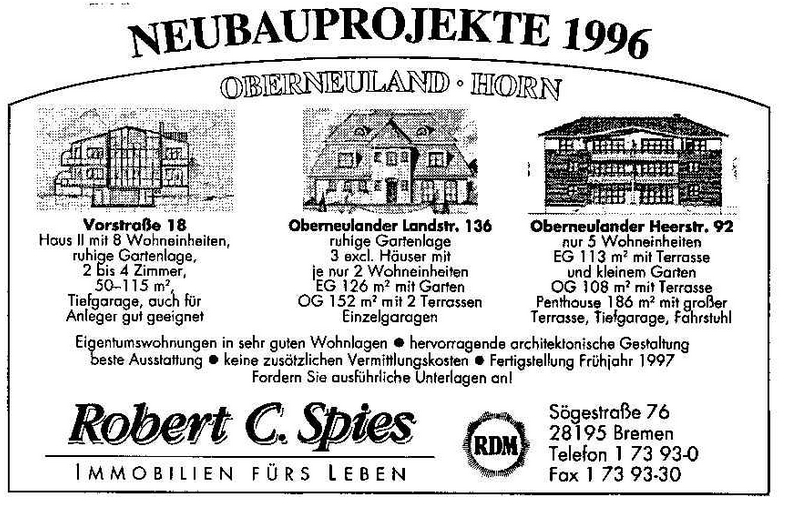 NEUBAUPROJEKTE 1996
OBERNEULAND · HORN
Vorstraße 18
Haus II mit 8 Wohneinheiten,
ruhige Gartenlage,
2 bis 4 Zimmer,
50–115 m²,
Tiefgarage, auch für
Anleger gut geeignet
Oberneulander Landstr. 136
ruhige Gartenlage
3 excl. Häuser mit
je nur 2 Wohneinheiten
EG 126 m² mit Garten
OG 152 m² mit 2 Terrassen
Einzelgaragen
Oberneulander Heerstr. 92
nur 5 Wohneinheiten
EG 113 m² mit Terrasse
und kleinem Garten
OG 108 m² mit Terrasse
Penthouse 186 m² mit großer
Terrasse, Tiefgarage, Fahrstuhl
Eigentumswohnungen in sehr guten Wohnlagen ● hervorragende architektonische Gestaltung
beste Ausstattung ● keine zusätzlichen Vermittlungskosten ● Fertigstellung Frühjahr 1997
Fordern Sie ausführliche Unterlagen an!
Robert C. Spies
IMMOBILIEN FÜRS LEBEN
RDM
Sögestraße 76
28195 Bremen
Telefon 1 73 93-0
Fax 1 73 93-30